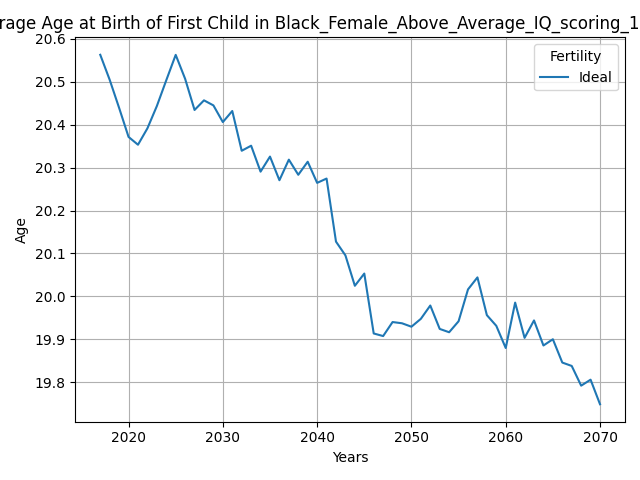 Age at Birth of First Child in Black_Female_Above_Average_IQ_scoring_1
20.6
20.5
20.4
20.3
20.2
20.1
20.0
19.9
19.8
Age
Fertility
Ideal
2020 2030 2040 2050 2060 2070
Years